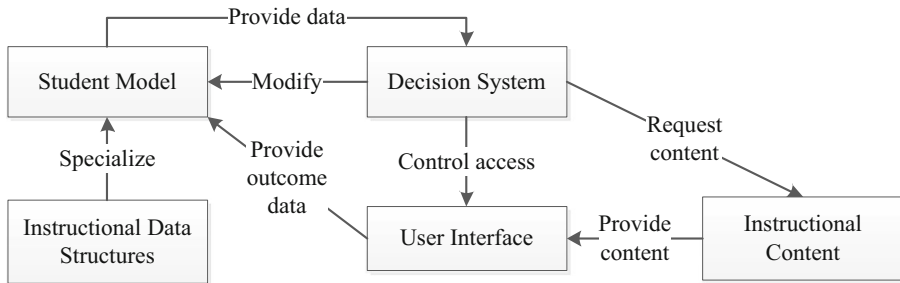 Provide data
Student Model
Modify
Decision System
Request
content
Specialize
Provide
outcome
data
Control access
Instructional Data
Structures
User Interface
Provide
content
Instructional
Content